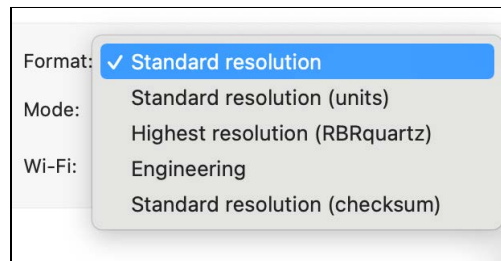 Format: ✓ Standard resolution
Standard resolution (units)
Mode:
Highest resolution (RBRquartz)
Wi-Fi: Engineering
Standard resolution (checksum)